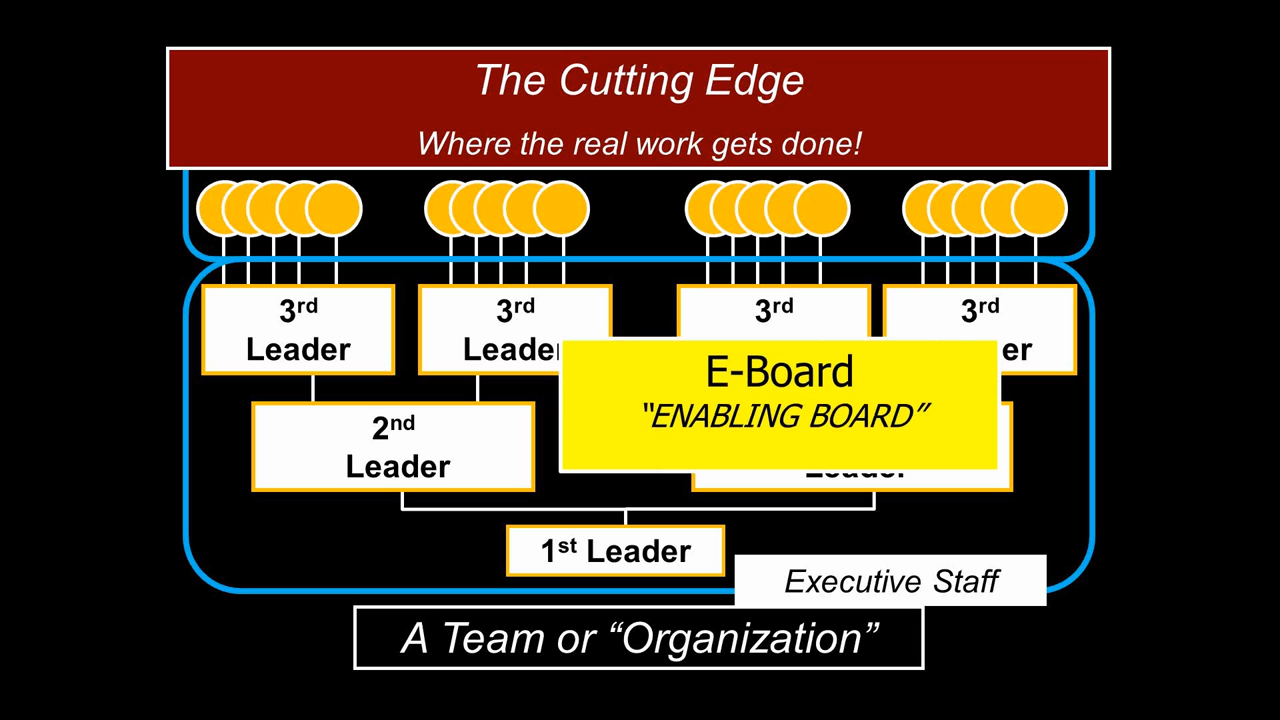 The Cutting Edge
Where the real work gets done!
3rd
Leader
3rd
Leade
3rd
3rd
er
E-Board
“ENABLING BOARD”
2nd
Leader
1st Leader
Executive Staff
A Team or “Organization”